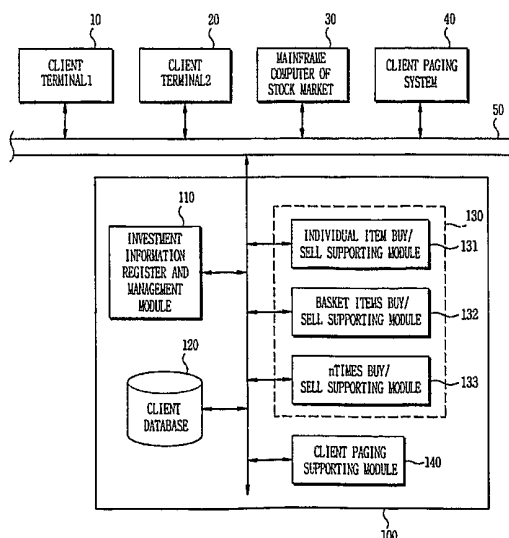 10
20
30
40
CLIENT
TERMINAL1
CLIENT
TERMINAL2
MAINFRAME
COMPUTER OF
STOCK MARKET
CLIENT PAGING
SYSTEM
50
110
130
INVESTMENT
INFORMATION
REGISTER AND
MANAGEMENT
MODULE
INDIVIDUAL ITEM BUY/
SELL SUPPORTING MODULE
131
BASKET ITEMS BUY/
SELL SUPPORTING MODULE
132
120
CLIENT
DATABASE
nTIMES BUY/
SELL SUPPORTING MODULE
133
CLIENT PAGING
SUPPORTING MODULE
140
100